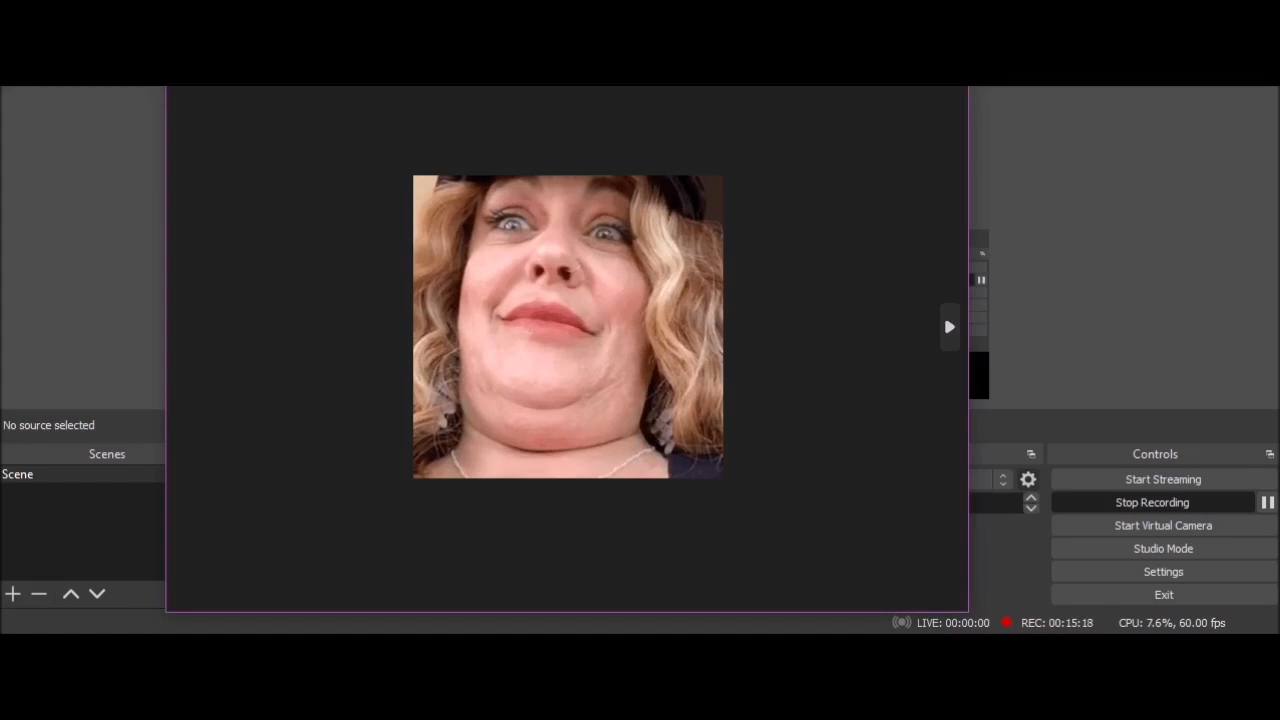 No source selected
Scenes
Controls
Scene
Start Streaming
Stop Recording
Start Virtual Camera
Studio Mode
Settings
Exit
LIVE: 00:00:00
REC: 00:15:18
CPU: 7.6%, 60.00 fps